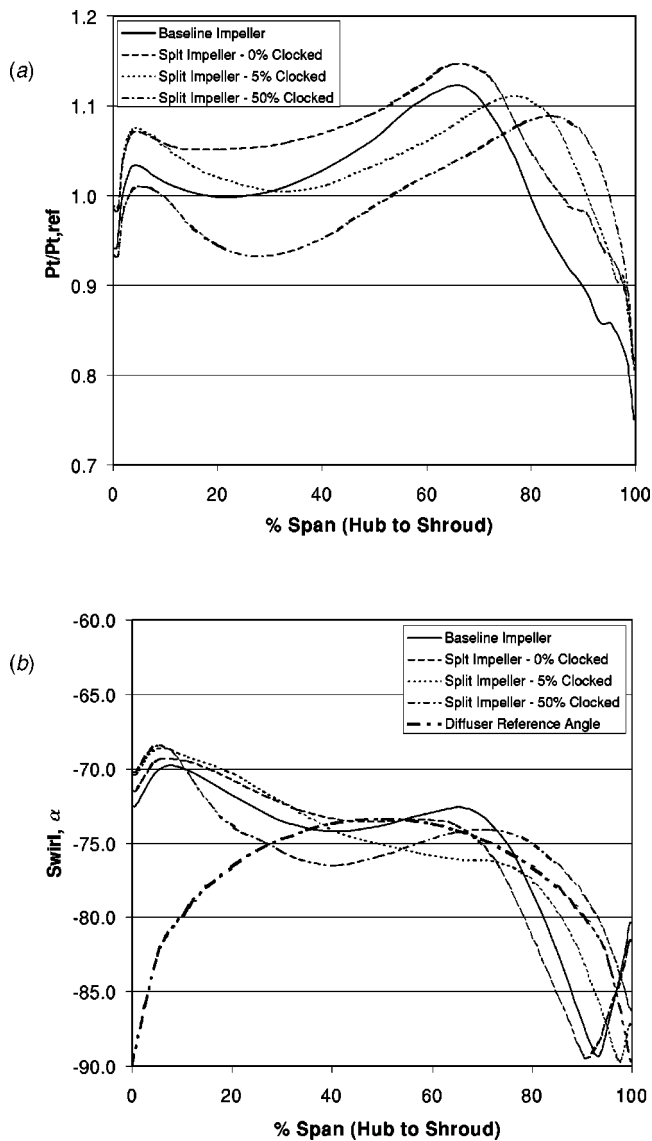 (a)
Baseline Impeller
Splt Impeller - 0% Clocked
Split Impeller - 5% Clocked
Split Impeller - 50% Clocked
1.2
1.1
1.0
0.9
0.8
0.7
Pt/Pt,ref
0 20 40 60 80 100
% Span (Hub to Shroud)
(b)
Baseline Impeller
Splt Impeller - 0% Clocked
Split Impeller - 5% Clocked
Split Impeller - 50% Clocked
Diffuser Reference Angle
-60.0
-65.0
-70.0
-75.0
-80.0
-85.0
-90.0
Swirl, α
0 20 40 60 80 100
% Span (Hub to Shroud)